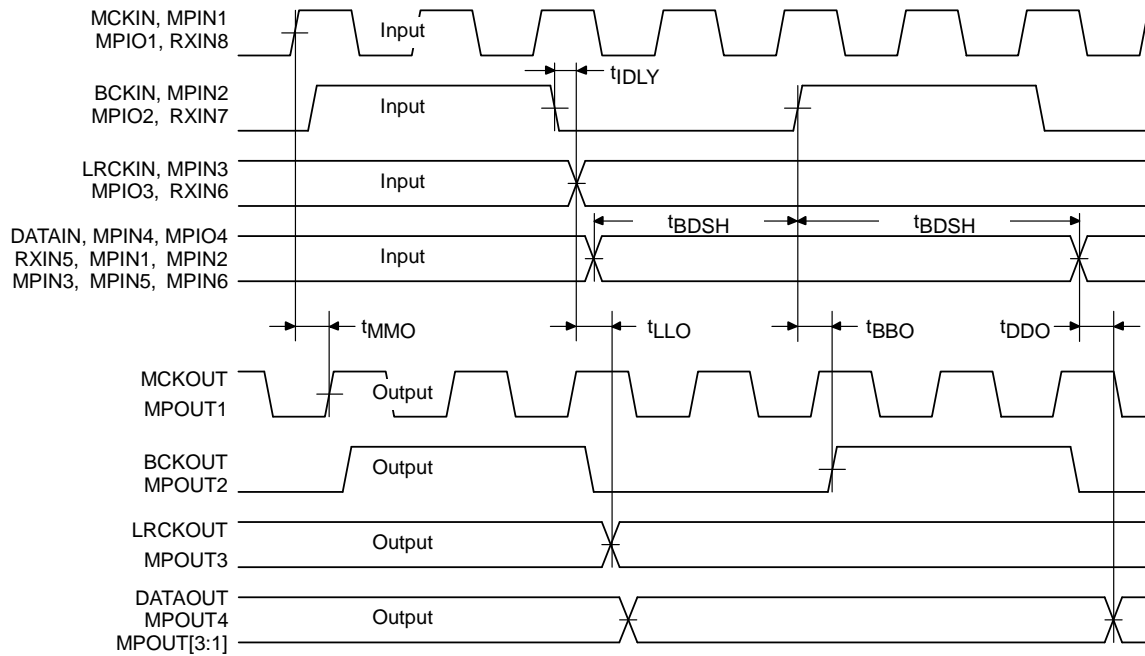 MCKIN, MPIN1
MPIO1, RXIN8
Input
tIDLY
BCKIN, MPIN2
MPIO2, RXIN7
Input
LRCKIN, MPIN3
MPIO3, RXIN6
Input
tBDSH
tBDSH
DATAIN, MPIN4, MPIO4
RXIN5, MPIN1, MPIN2
MPIN3, MPIN5, MPIN6
Input
tMMO
tLLO
tBBO
tDDO
MCKOUT
MPOUT1
Output
BCKOUT
MPOUT2
Output
LRCKOUT
MPOUT3
Output
DATAOUT
MPOUT4
MPOUT[3:1]
Output